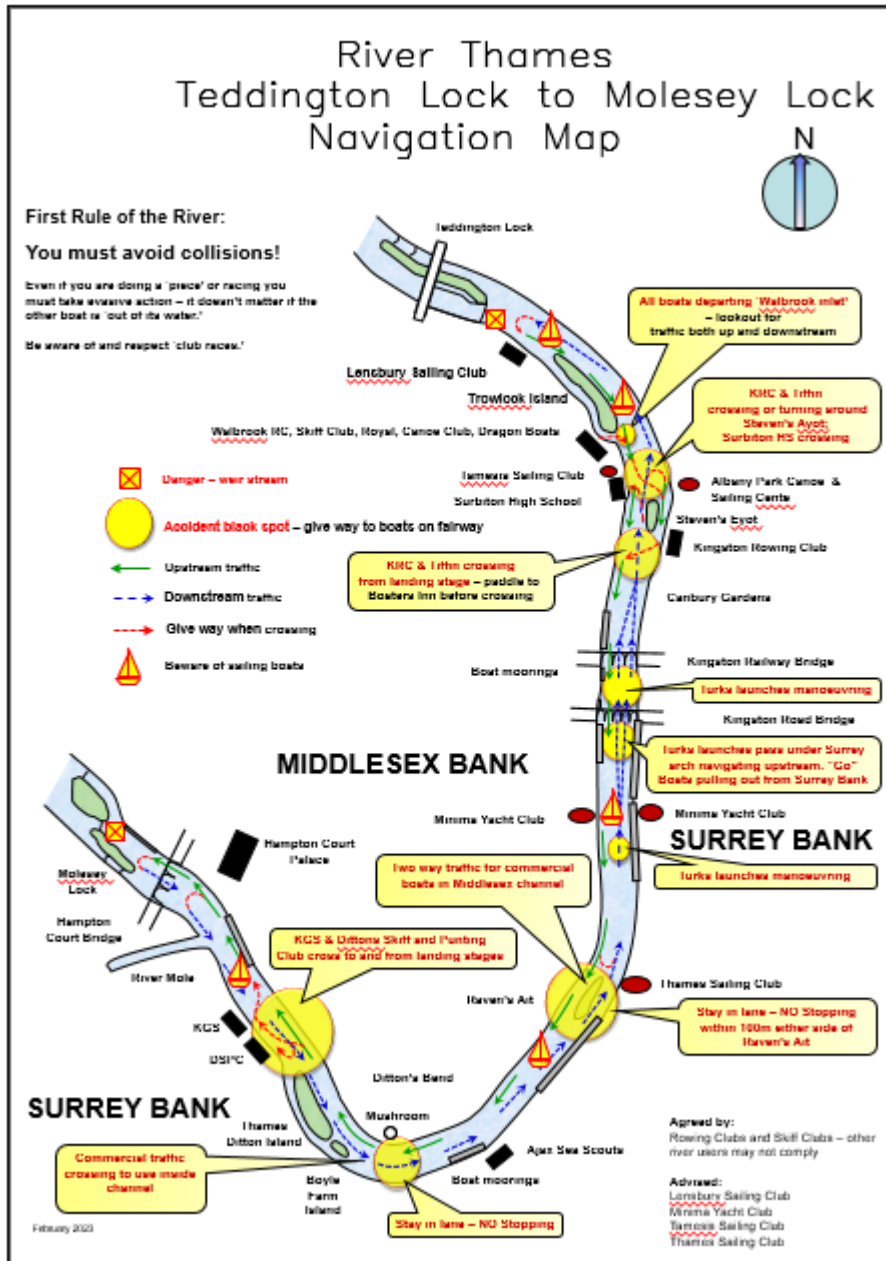 River Thames
Teddington Lock to Molesey Lock
Navigation Map
N
First Rule of the River:
You must avoid collisions!
Even if you are doing a 'piece' or racing you
must take evasive action – it doesn't matter if the
other boat is 'out of its water.'
Be aware of and respect 'club races.'
Teddington Lock
All boats departing 'Walbrook inlet'
– lookout for
traffic both up and downstream
Lensbury Sailing Club
Trowlook Island
KRC & Tiffin
crossing or turning around
Steven's Ayot;
Surbiton HS crossing
Walbrook RC, Skiff Club, Royal, Canoe Club, Dragon Boats
Tamesis Sailing Club
Surbiton High School
Albany Park Canoe &
Sailing Cente
Steven's Eyot
Kingston Rowing Club
Danger – weir stream
Accident black spot – give way to boats on fairway
Upstream traffic
Downstream traffic
Give way when crossing
Beware of sailing boats
KRC & Tiffin crossing
from landing stage – paddle to
Boaters Inn before crossing
Canbury Gardens
Boat moorings
Kingston Railway Bridge
Turks launches manoeuvring
Kingston Road Bridge
Turks launches pass under Surrey
arch navigating upstream. "Go"
Boats pulling out from Surrey Bank
MIDDLESEX BANK
Minima Yacht Club
Minima Yacht Club
SURREY BANK
Turks launches manoeuvring
Hampton Court
Palace
Two way traffic for commercial
boats in Middlesex channel
Molesey
Lock
Hampton
Court Bridge
River Mole
KGS & Dittons Skiff and Punting
Club cross to and from landing stages
Thames Sailing Club
Raven's Ait
Stay in lane – NO Stopping
within 100m either side of
Raven's Ait
KGS
DSPC
Ditton's Bend
SURREY BANK
Thames
Ditton Island
Mushroom
Commercial traffic
crossing to use inside
channel
Boyle
Farm
Island
Ajax Sea Scouts
Boat moorings
Stay in lane – NO Stopping
Agreed by:
Rowing Clubs and Skiff Clubs – other
river users may not comply
Advised:
Lensbury Sailing Club
Minima Yacht Club
Tamesis Sailing Club
Thames Sailing Club
February 2023